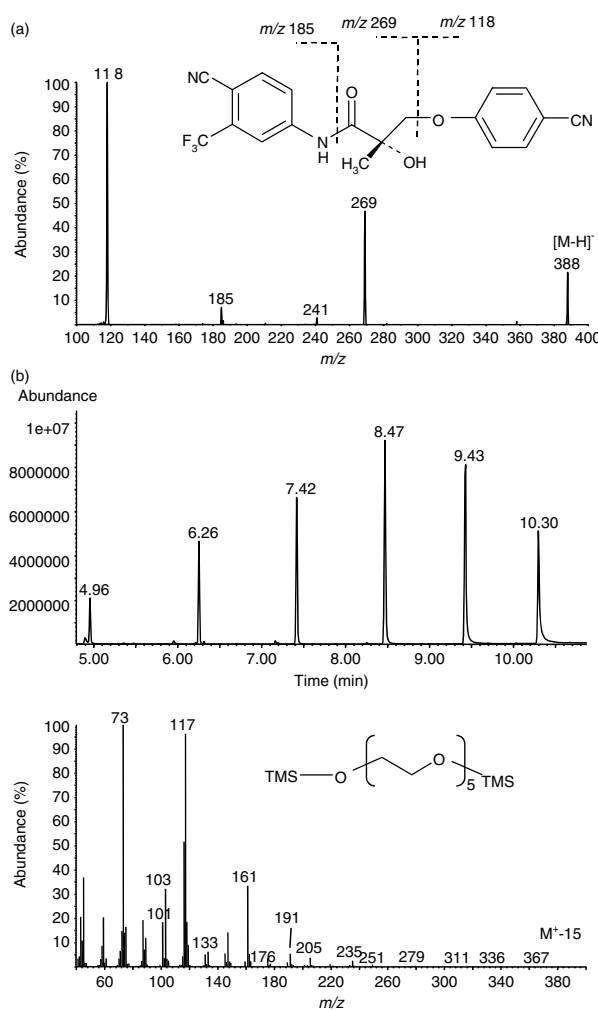 (a)
m/z 185
m/z 269
m/z 118
NC
F3C
N
H
O
H3C
OH
O
CN
Abundance (%)
100
90
80
70
60
50
40
30
20
10
11 8
185
241
269
[M-H]-
388
100 120 140 160 180 200 220 240 260 280 300 320 340 360 380 400
m/z
(b)
Abundance
1e+07
8000000
6000000
4000000
2000000
4.96
6.26
7.42
8.47
9.43
10.30
5.00 6.00 7.00 8.00 9.00 10.00
Time (min)
Abundance (%)
100
90
80
70
60
50
40
30
20
10
73
117
103
101
133
161
176
191
205
235
251
279
311
336
367
M+-15
TMS
O
O
5
TMS
60 100 140 180 220 260 300 340 380
m/z